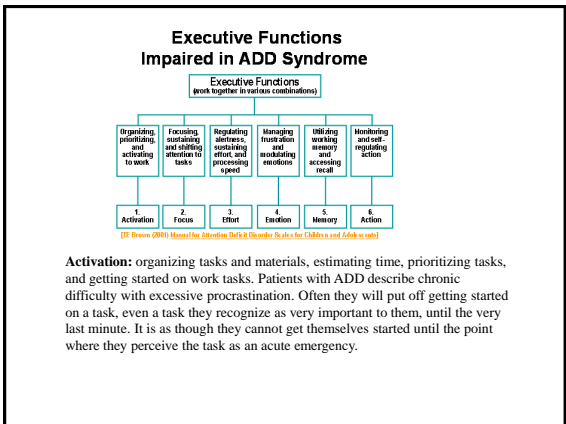 Executive Functions
Impaired in ADD Syndrome
Executive Functions
(work together in various combinations)
Organizing,
prioritizing,
and
activating
to work
Focusing,
sustaining
and shifting
attention to
tasks
Regulating
alertness,
sustaining
effort, and
processing
speed
Managing
frustration
and
modulating
emotions
Utilizing
working
memory
and
accessing
recall
Monitoring
and self-
regulating
action
1.
Activation
2.
Focus
3.
Effort
4.
Emotion
5.
Memory
6.
Action
[TE Brown (2001) Manual for Attention Deficit Disorder Scales for Children and Adolescents]
Activation: organizing tasks and materials, estimating time, prioritizing tasks,
and getting started on work tasks. Patients with ADD describe chronic
difficulty with excessive procrastination. Often they will put off getting started
on a task, even a task they recognize as very important to them, until the very
last minute. It is as though they cannot get themselves started until the point
where they perceive the task as an acute emergency.